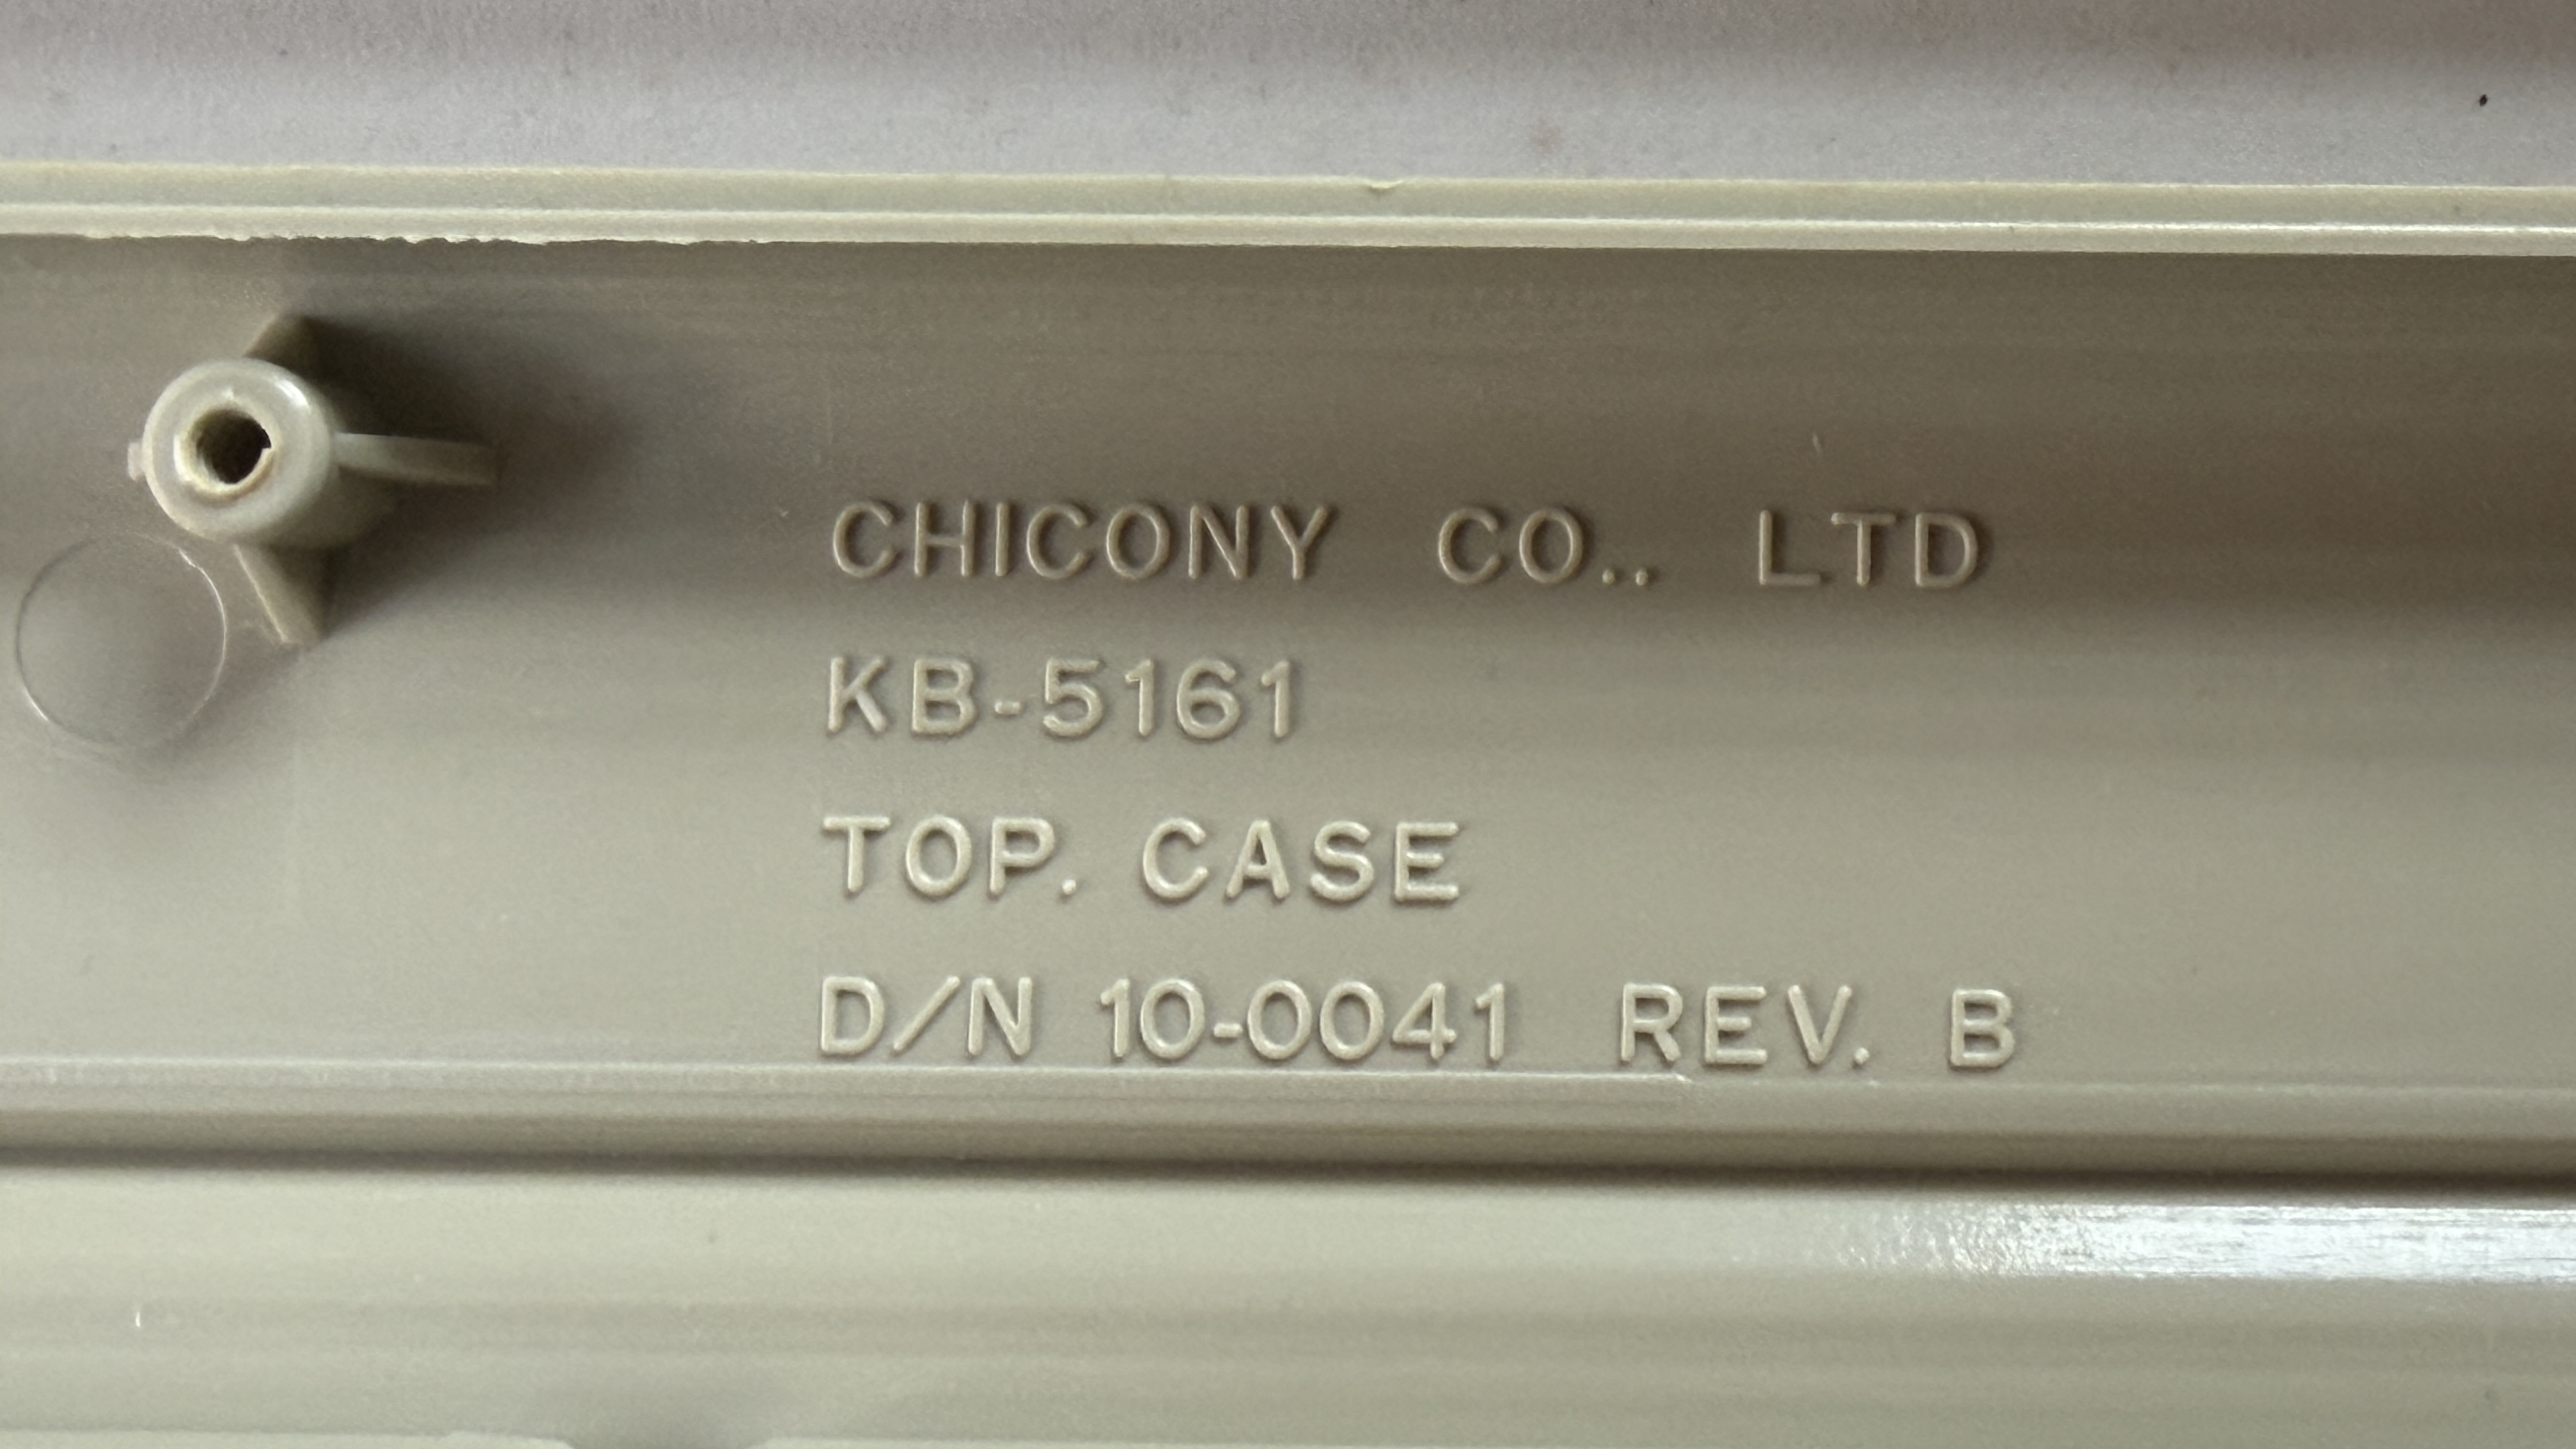 CHICONY CO.. LTD
KB-5161
TOP. CASE
D/N 10-0041 REV. B